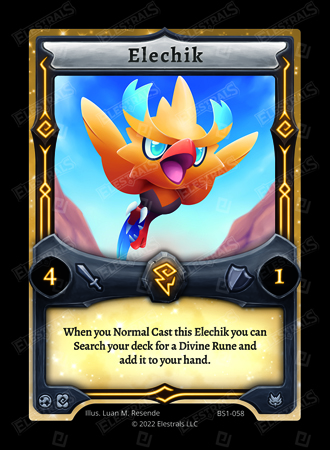 Elechik
4
1
When you Normal Cast this Elechik you can
Search your deck for a Divine Rune and
add it to your hand.
Illus. Luan M. Resende BS1-058
© 2022 Elestrals LLC